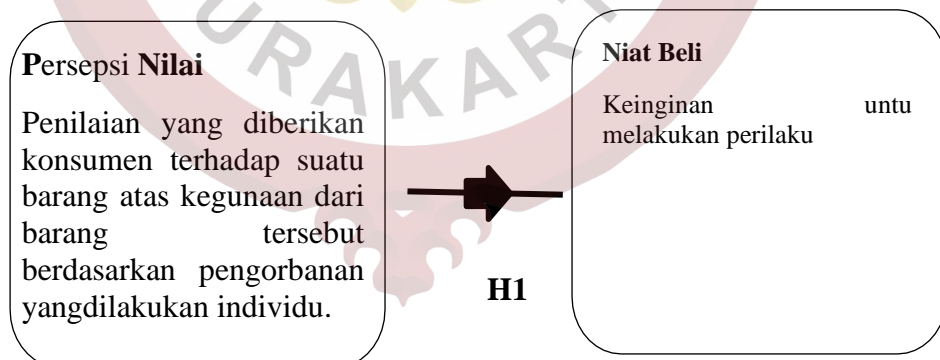 URAKART
Persepsi Nilai
Penilaian yang diberikan
konsumen terhadap suatu
barang atas kegunaan dari
barang tersebut
berdasarkan pengorbanan
yangdilakukan individu.
H1
Niat Beli
Keinginan untu
melakukan perilaku